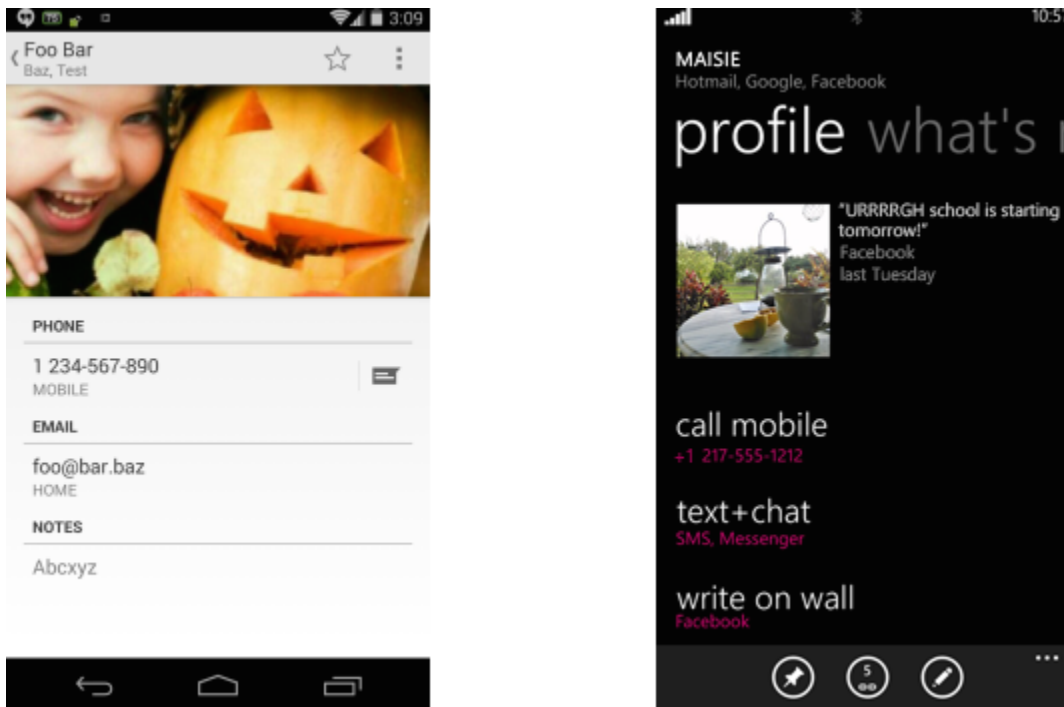 3:09
Foo Bar
Baz, Test
PHONE
1 234-567-890
MOBILE
EMAIL
foo@bar.baz
HOME
NOTES
Abcxyz
10:5
MAISIE
Hotmail, Google, Facebook
profile what's
"URRRRGH school is starting
tomorrow!"
Facebook
last Tuesday
call mobile
+1 217-555-1212
text+chat
SMS, Messenger
write on wall
Facebook
5